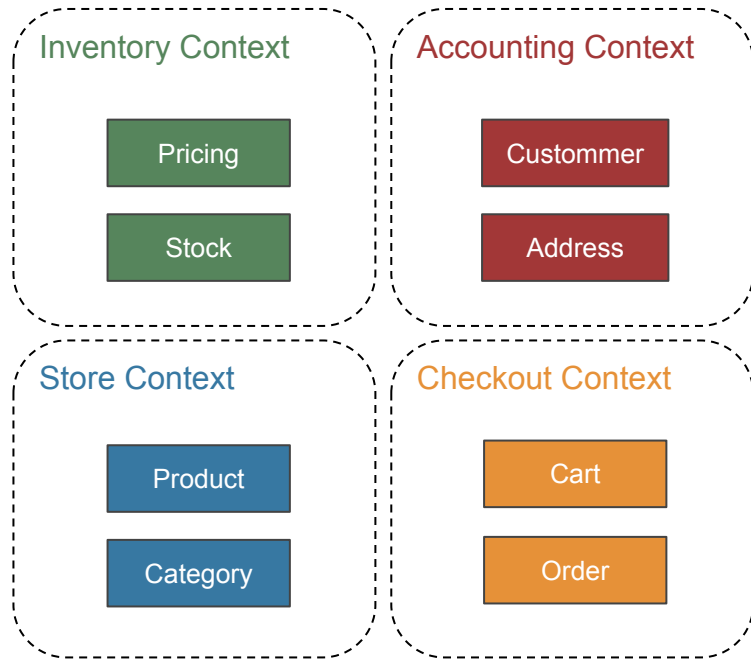 Inventory Context
Pricing
Stock
Accounting Context
Custommer
Address
Store Context
Product
Category
Checkout Context
Cart
Order